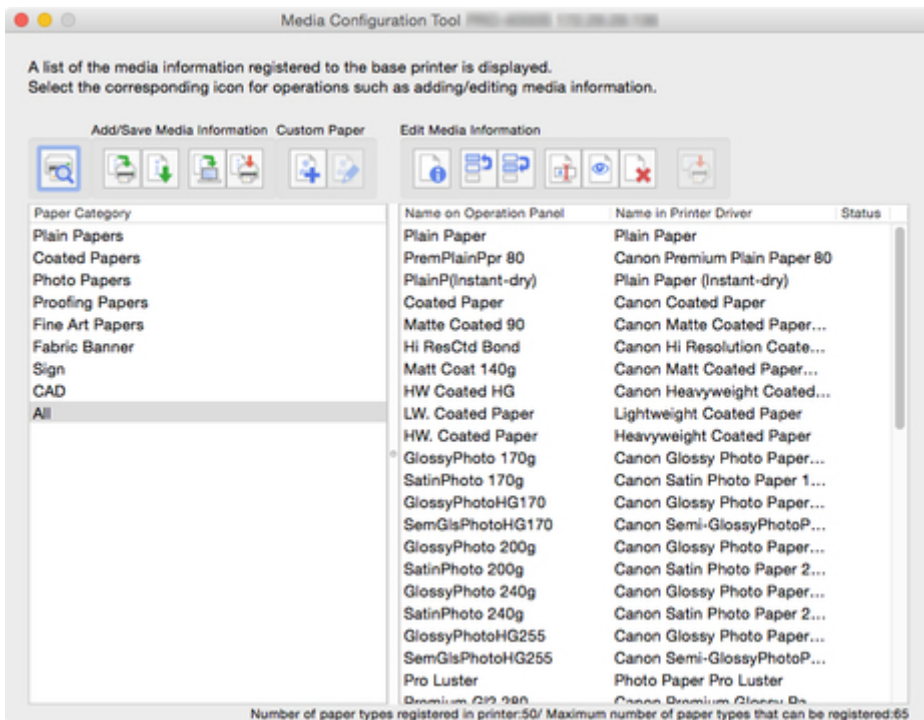 Media Configuration Tool
A list of the media information registered to the base printer is displayed.
Select the corresponding icon for operations such as adding/editing media information.
Add/Save Media Information Custom Paper Edit Media Information
Paper Category
Plain Papers
Coated Papers
Photo Papers
Proofing Papers
Fine Art Papers
Fabric Banner
Sign
CAD
All
Name on Operation Panel Name in Printer Driver Status
Plain Paper Plain Paper
PremPlainPpr 80 Canon Premium Plain Paper 80
PlainP(Instant-dry) Plain Paper (Instant-dry)
Coated Paper Canon Coated Paper
Matte Coated 90 Canon Matte Coated Paper...
Hi ResCtd Bond Canon Hi Resolution Coate...
Matt Coat 140g Canon Matt Coated Paper...
HW Coated HG Canon Heavyweight Coated...
LW. Coated Paper Lightweight Coated Paper
HW. Coated Paper Heavyweight Coated Paper
GlossyPhoto 170g Canon Glossy Photo Paper...
SatinPhoto 170g Canon Satin Photo Paper 1...
GlossyPhotoHG170 Canon Glossy Photo Paper...
SemGlsPhotoHG170 Canon Semi-GlossyPhotoP...
GlossyPhoto 200g Canon Glossy Photo Paper...
SatinPhoto 200g Canon Satin Photo Paper 2...
GlossyPhoto 240g Canon Glossy Photo Paper...
SatinPhoto 240g Canon Satin Photo Paper 2...
GlossyPhotoHG255 Canon Glossy Photo Paper...
SemGlsPhotoHG255 Canon Semi-GlossyPhotoP...
Pro Luster Photo Paper Pro Luster
Premium Gl2 280 Canon Premium Glossy Pa...
Number of paper types registered in printer:50/ Maximum number of paper types that can be registered:65